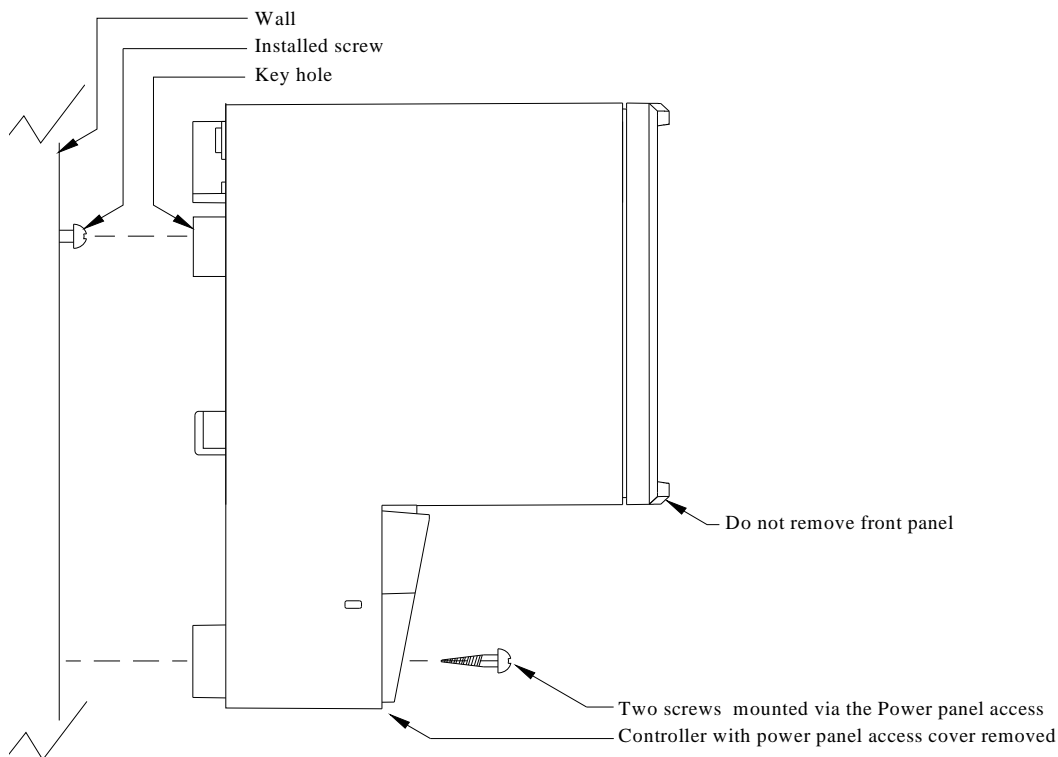 Wall
Installed screw
Key hole
Do not remove front panel
Two screws mounted via the Power panel access
Controller with power panel access cover removed